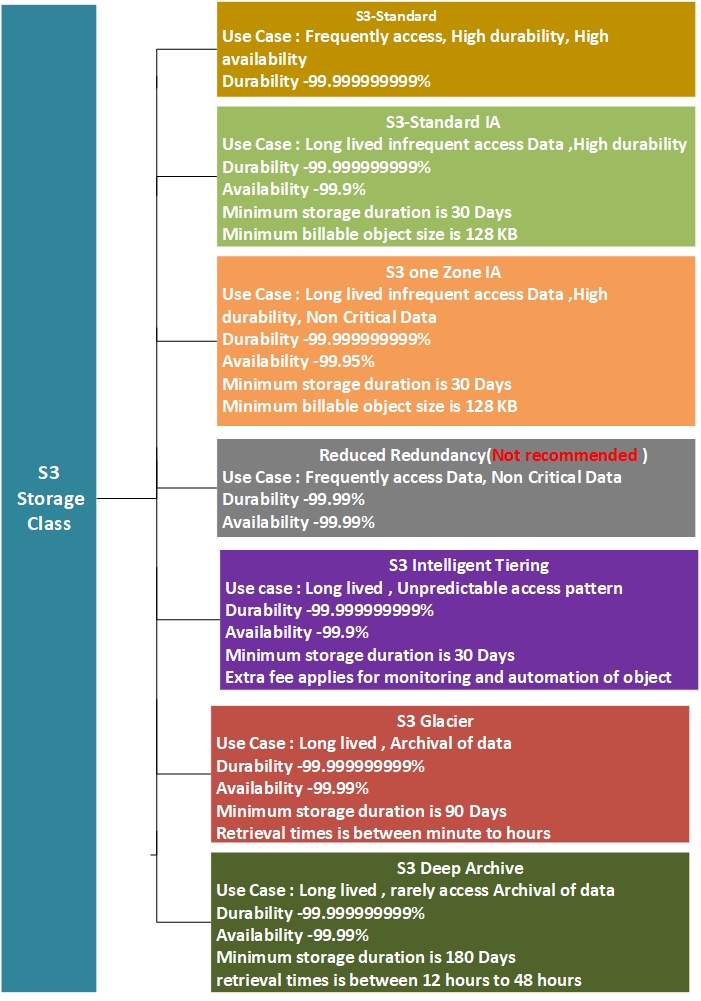 S3
Storage
Class
S3-Standard
Use Case : Frequently access, High durability, High
availability
Durability -99.999999999%
S3-Standard IA
Use Case : Long lived infrequent access Data ,High durability
Durability -99.999999999%
Availability -99.9%
Minimum storage duration is 30 Days
Minimum billable object size is 128 KB
S3 one Zone IA
Use Case : Long lived infrequent access Data ,High
durability, Non Critical Data
Durability -99.999999999%
Availability -99.95%
Minimum storage duration is 30 Days
Minimum billable object size is 128 KB
Reduced Redundancy(Not recommended )
Use Case : Frequently access Data, Non Critical Data
Durability -99.99%
Availability -99.99%
S3 Intelligent Tiering
Use case : Long lived , Unpredictable access pattern
Durability -99.999999999%
Availability -99.9%
Minimum storage duration is 30 Days
Extra fee applies for monitoring and automation of object
S3 Glacier
Use Case : Long lived , Archival of data
Durability -99.999999999%
Availability -99.99%
Minimum storage duration is 90 Days
Retrieval times is between minute to hours
S3 Deep Archive
Use Case : Long lived , rarely access Archival of data
Durability -99.999999999%
Availability -99.99%
Minimum storage duration is 180 Days
retrieval times is between 12 hours to 48 hours